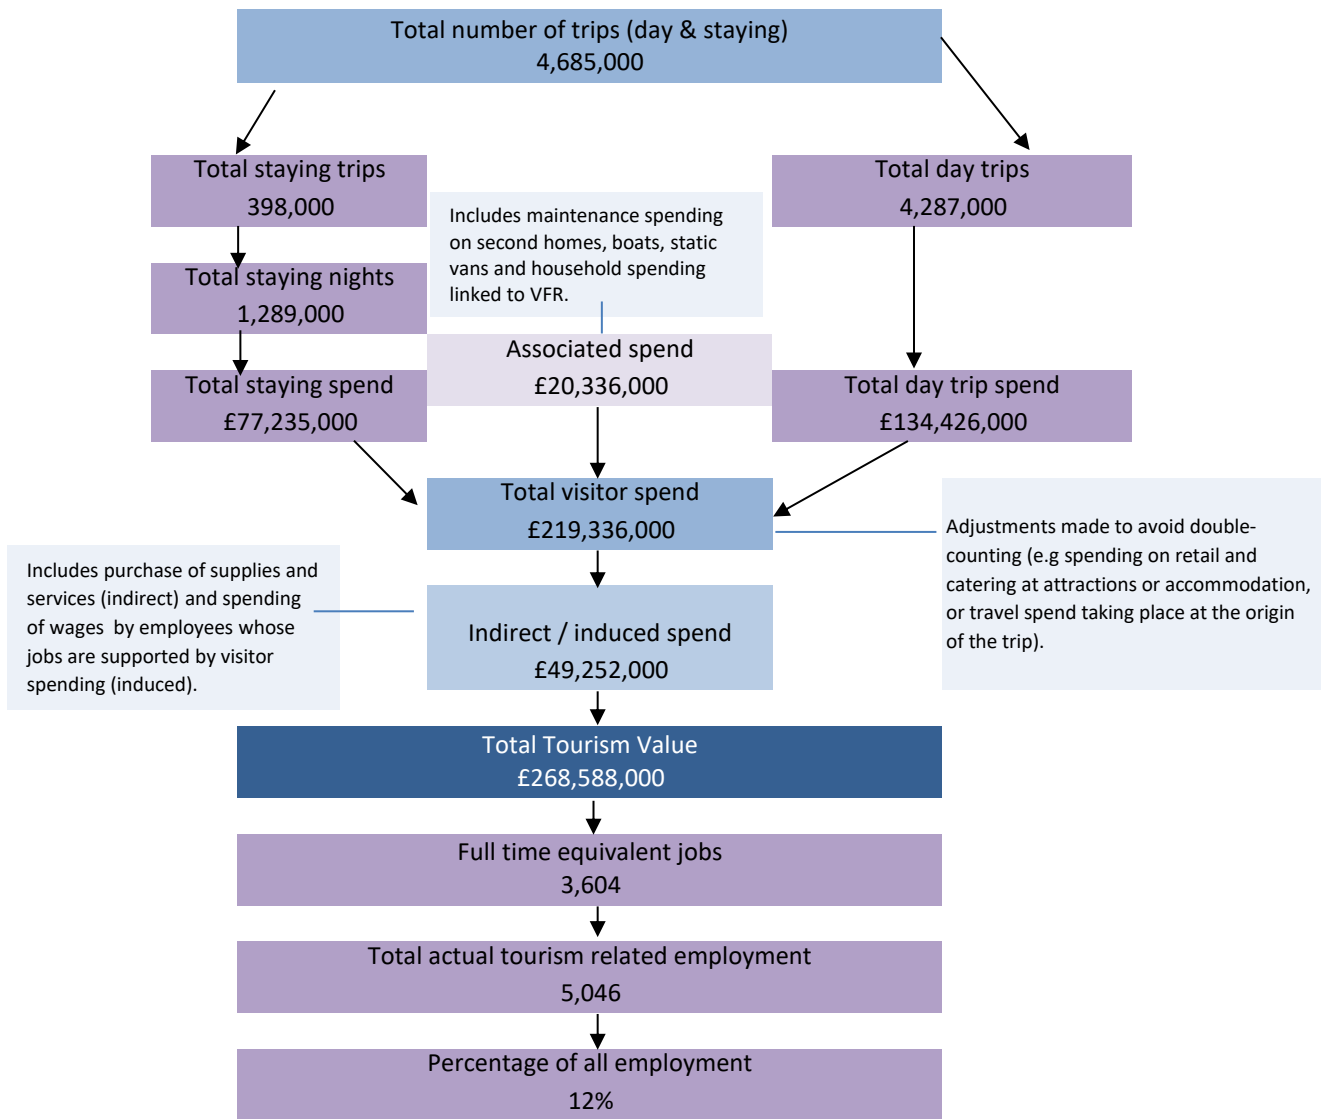 Total number of trips (day & staying)
4,685,000
Total staying trips
398,000
Total day trips
4,287,000
Includes maintenance spending
on second homes, boats, static
vans and household spending
linked to VFR.
Total staying nights
1,289,000
Associated spend
£20,336,000
Total staying spend
£77,235,000
Total day trip spend
£134,426,000
Total visitor spend
£219,336,000
Adjustments made to avoid double-
counting (e.g spending on retail and
catering at attractions or accommodation,
or travel spend taking place at the origin
of the trip).
Includes purchase of supplies and
services (indirect) and spending
of wages  by employees whose
jobs are supported by visitor
spending (induced).
Indirect / induced spend
£49,252,000
Total Tourism Value
£268,588,000
Full time equivalent jobs
3,604
Total actual tourism related employment
5,046
Percentage of all employment
12%